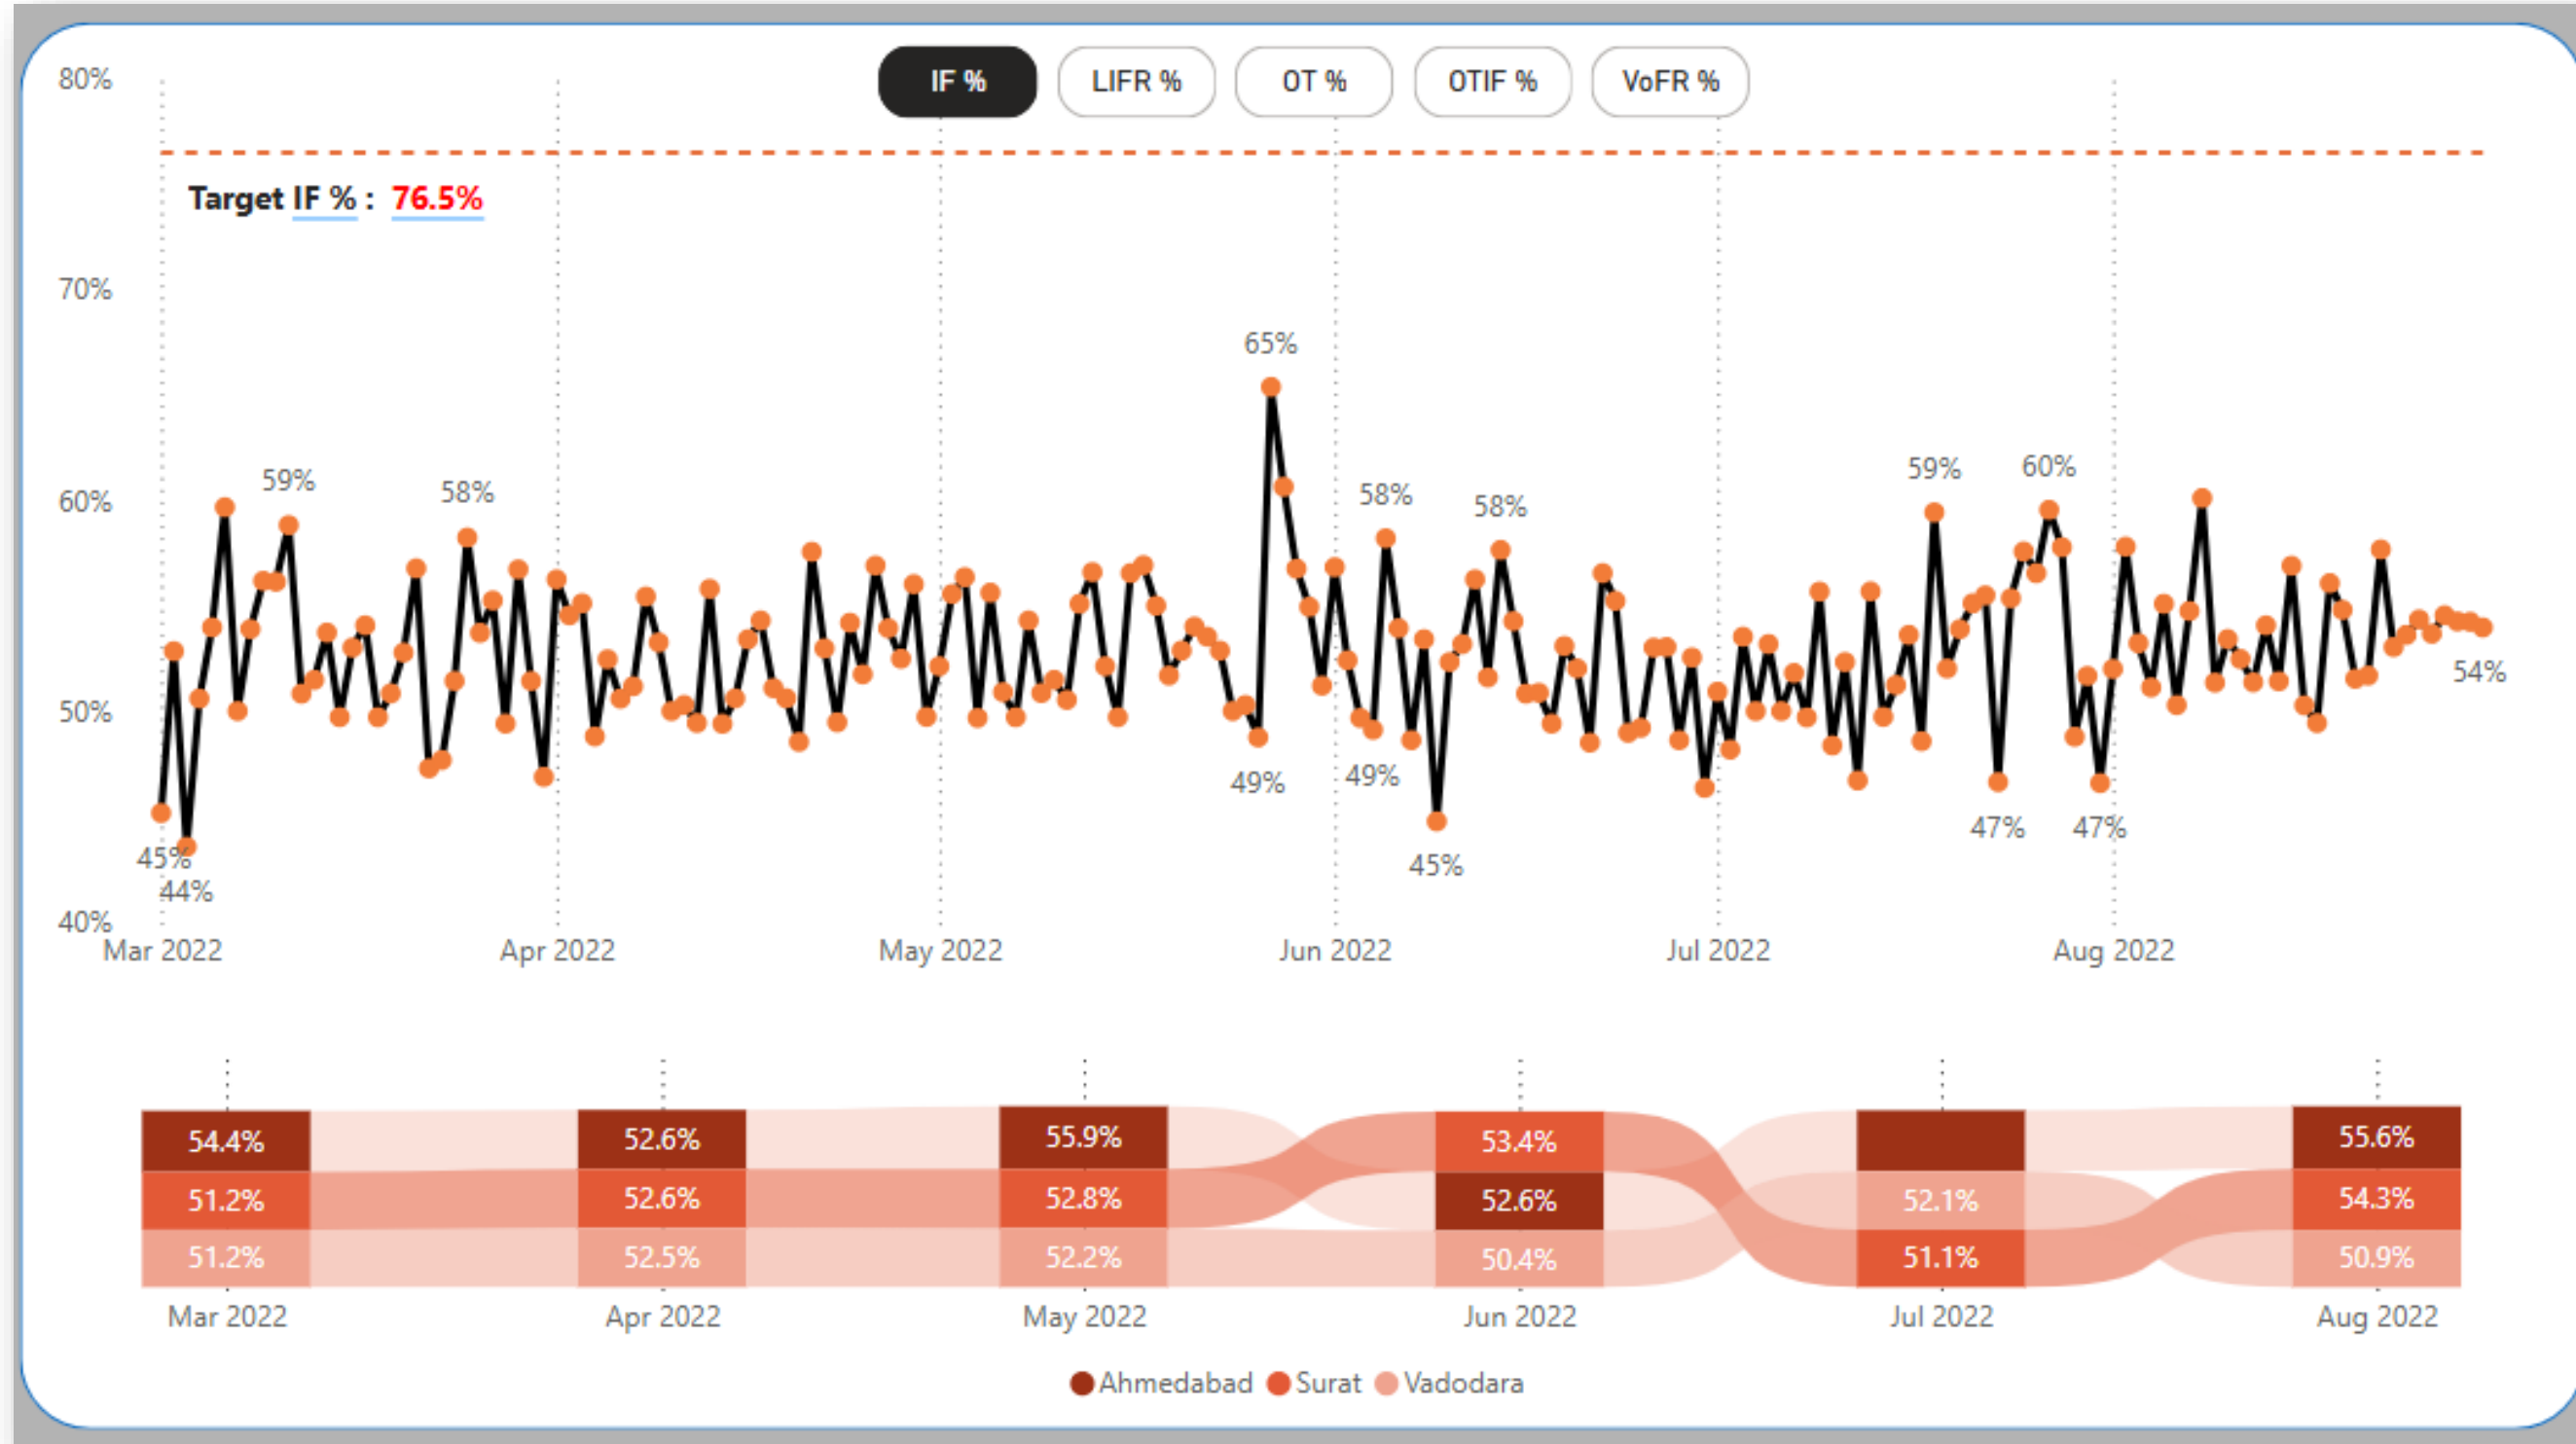 IF % LIFR % OT % OTIF % VoFR %
80%
Target IF % : 76.5%
70%
65%
60%
59%
58%
58%
58%
59%
60%
50%
49%
49%
47%
47%
54%
45%
44%
45%
40%
Mar 2022 Apr 2022 May 2022 Jun 2022 Jul 2022 Aug 2022
54.4% 52.6% 55.9% 53.4% 55.6%
51.2% 52.6% 52.8% 52.6% 52.1% 54.3%
51.2% 52.5% 52.2% 50.4% 51.1% 50.9%
Mar 2022 Apr 2022 May 2022 Jun 2022 Jul 2022 Aug 2022
Ahmedabad Surat Vadodara